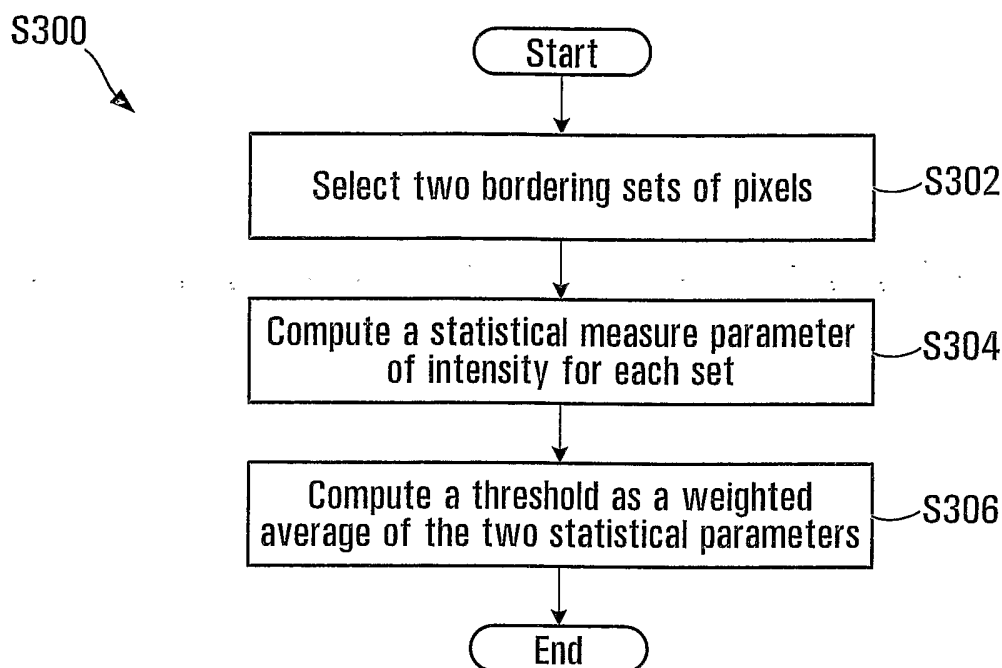 S300
Start
Select two bordering sets of pixels
S302
Compute a statistical measure parameter
of intensity for each set
S304
Compute a threshold as a weighted
average of the two statistical parameters
S306
End